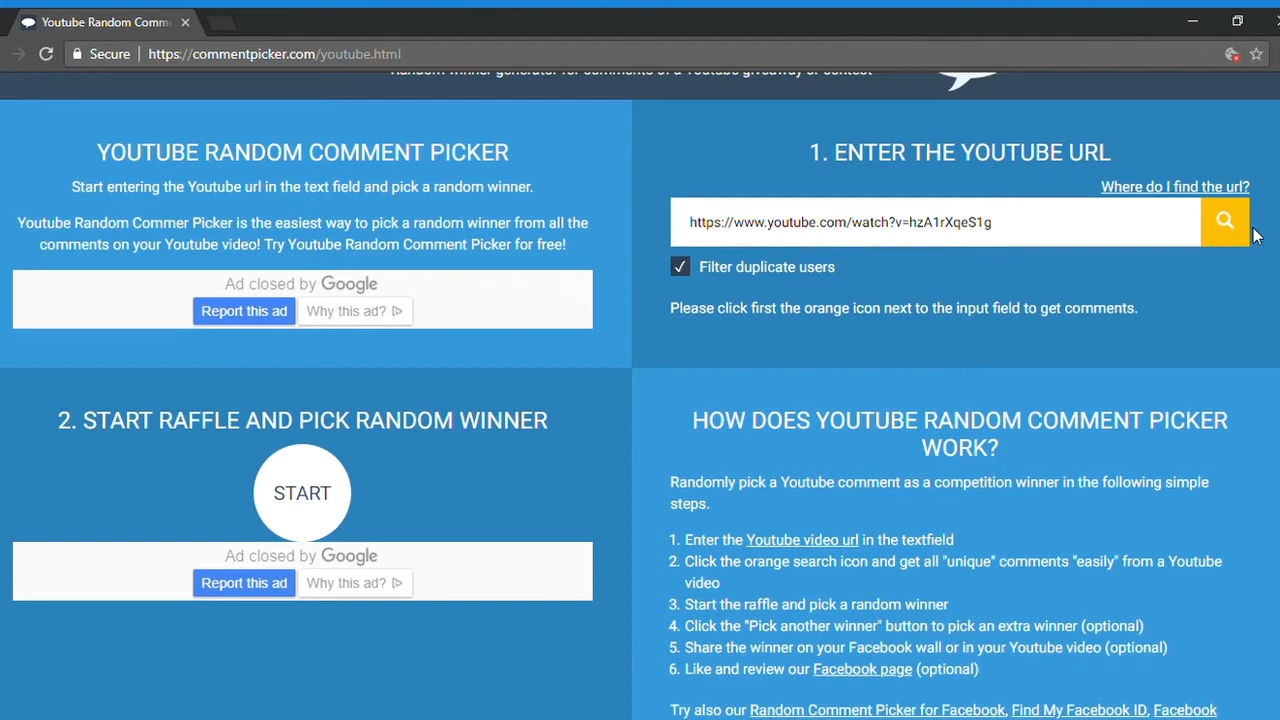 Youtube Random Comm
Secure
https://commentpicker.com/youtube.html
Random winner generator for comments of a Youtube giveaway or contest
YOUTUBE RANDOM COMMENT PICKER
Start entering the Youtube url in the text field and pick a random winner.
Youtube Random Commer Picker is the easiest way to pick a random winner from all the
comments on your Youtube video! Try Youtube Random Comment Picker for free!
Ad closed by Google
Report this ad
Why this ad?
1. ENTER THE YOUTUBE URL
Where do I find the url?
https://www.youtube.com/watch?v=hzA1rXqeS1g
Filter duplicate users
Please click first the orange icon next to the input field to get comments.
2. START RAFFLE AND PICK RANDOM WINNER
START
Ad closed by Google
Report this ad
Why this ad?
HOW DOES YOUTUBE RANDOM COMMENT PICKER
WORK?
Randomly pick a Youtube comment as a competition winner in the following simple
steps.
1. Enter the Youtube video url in the textfield
2. Click the orange search icon and get all "unique" comments "easily" from a Youtube
video
3. Start the raffle and pick a random winner
4. Click the "Pick another winner" button to pick an extra winner (optional)
5. Share the winner on your Facebook wall or in your Youtube video (optional)
6. Like and review our Facebook page (optional)
Try also our Random Comment Picker for Facebook, Find My Facebook ID, Facebook